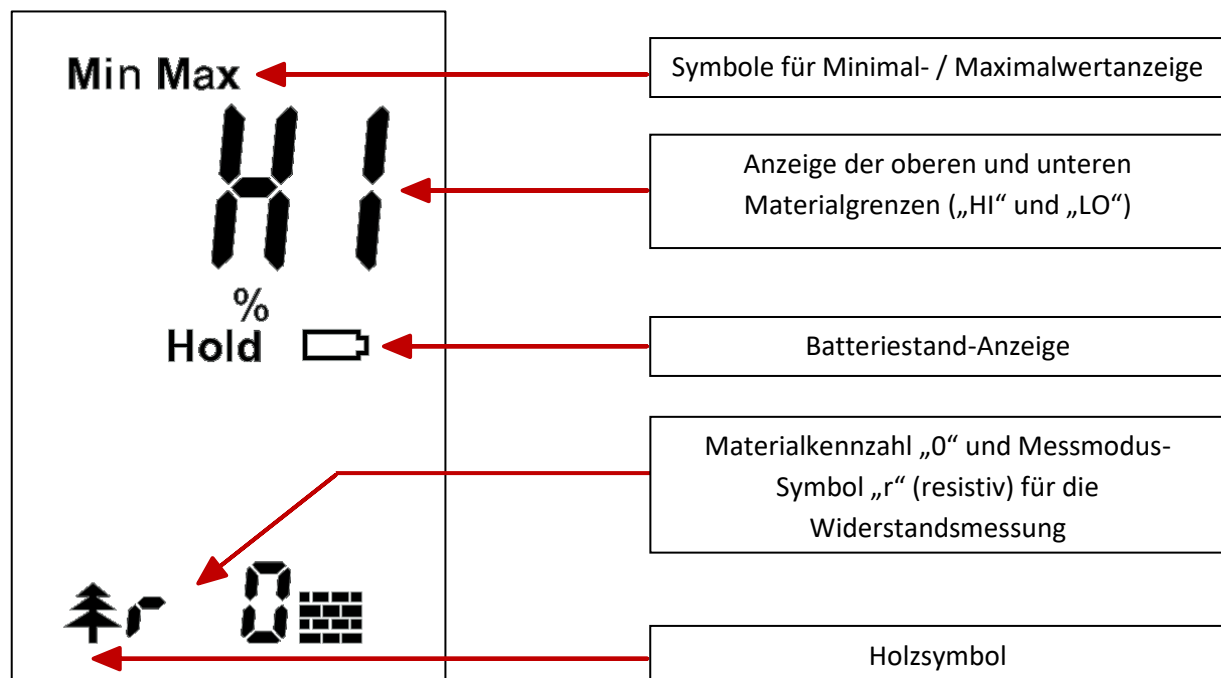 Min Max
Symbole für Minimal- / Maximalwertanzeige
HI
Anzeige der oberen und unteren
Materialgrenzen („HI“ und „LO“)
%
Hold
Batteriestand-Anzeige
Materialkennzahl „0“ und Messmodus-
Symbol „r“ (resistiv) für die
Widerstandsmessung
r 0
Holzsymbol